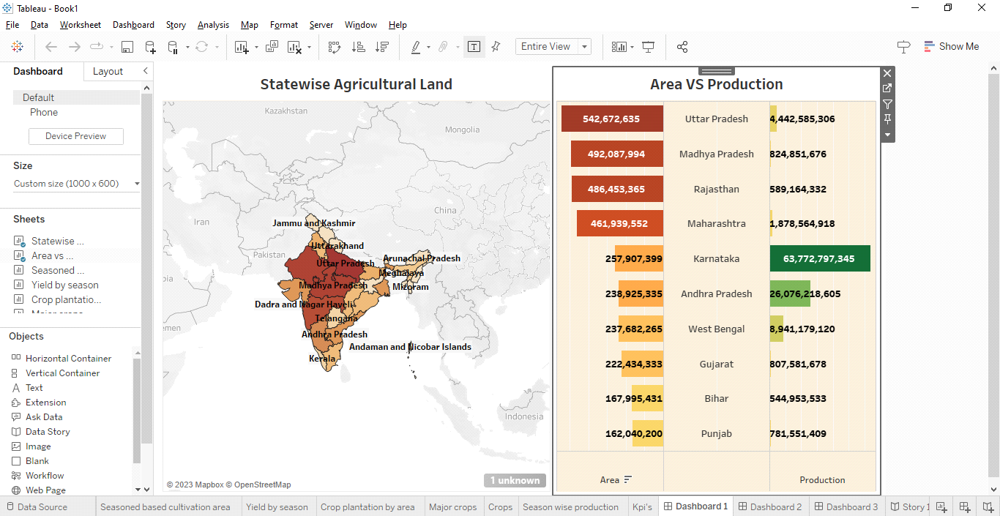 Tableau - Book1
File Data Worksheet Dashboard Story Analysis Map Format Server Window Help
Entire View
Show Me
Dashboard Layout
Default
Phone
Device Preview
Size
Custom size (1000 x 600)
Sheets
Statewise ...
Area vs ...
Seasoned ...
Yield by season
Crop plantatio...
Major crops
Objects
Horizontal Container
Vertical Container
Text
Extension
Ask Data
Data Story
Image
Blank
Workflow
Web Page
Statewise Agricultural Land
Kazakhstan
Mongolia
China
Iran
Pakistan
Indonesia
Jammu and Kashmir
Uttarakhand
Uttar Pradesh
Arunachal Pradesh
Meghalaya
Madhya Pradesh
Mizoram
Dadra and Nagar Haveli
Telangana
Andhra Pradesh
Andaman and Nicobar Islands
Kerala
© 2023 Mapbox © OpenStreetMap
1 unknown
Area VS Production
542,672,635 Uttar Pradesh 4,442,585,306
492,087,994 Madhya Pradesh 824,851,676
486,453,365 Rajasthan 589,164,332
461,939,552 Maharashtra 1,878,564,918
257,907,399 Karnataka 63,772,797,345
238,925,335 Andhra Pradesh 26,076,218,605
237,682,265 West Bengal 8,941,179,120
222,434,333 Gujarat 807,581,678
167,995,431 Bihar 544,953,533
162,040,200 Punjab 781,551,409
Area Production
Data Source Seasoned based cultivation area Yield by season Crop plantation by area Major crops Crops Season wise production Kpi's Dashboard 1 Dashboard 2 Dashboard 3 Story 1